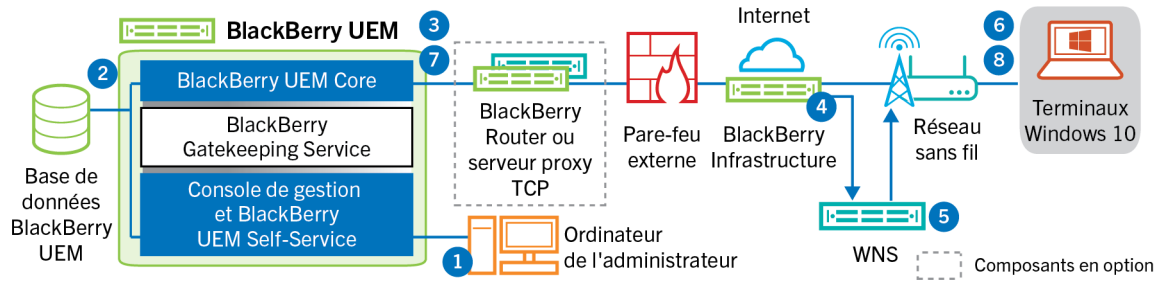 BlackBerry UEM
3
Internet
6
2
7
8
BlackBerry UEM Core
BlackBerry
Gatekeeping Service
Console de gestion
et BlackBerry
UEM Self-Service
Base de
données
BlackBerry
UEM
BlackBerry
Router ou
serveur proxy
TCP
Pare-feu
externe
4
BlackBerry
Infrastructure
Réseau
sans fil
Terminaux
Windows 10
5
WNS
1
Ordinateur
de l'administrateur
Composants en option